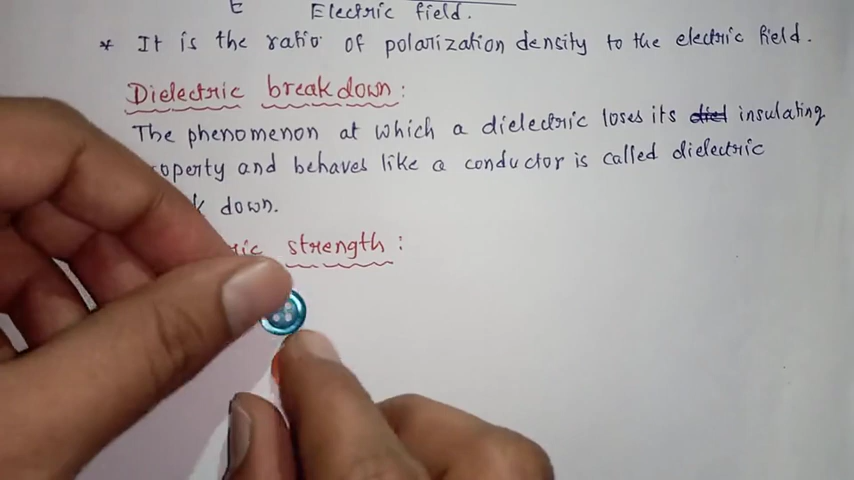 E Electric field.
* It is the ratio of polarization density to the electric field.
Dielectric breakdown:
The phenomenon at which a dielectric loses its insulating
operty and behaves like a conductor is called dielectric
k down.
ric strength: